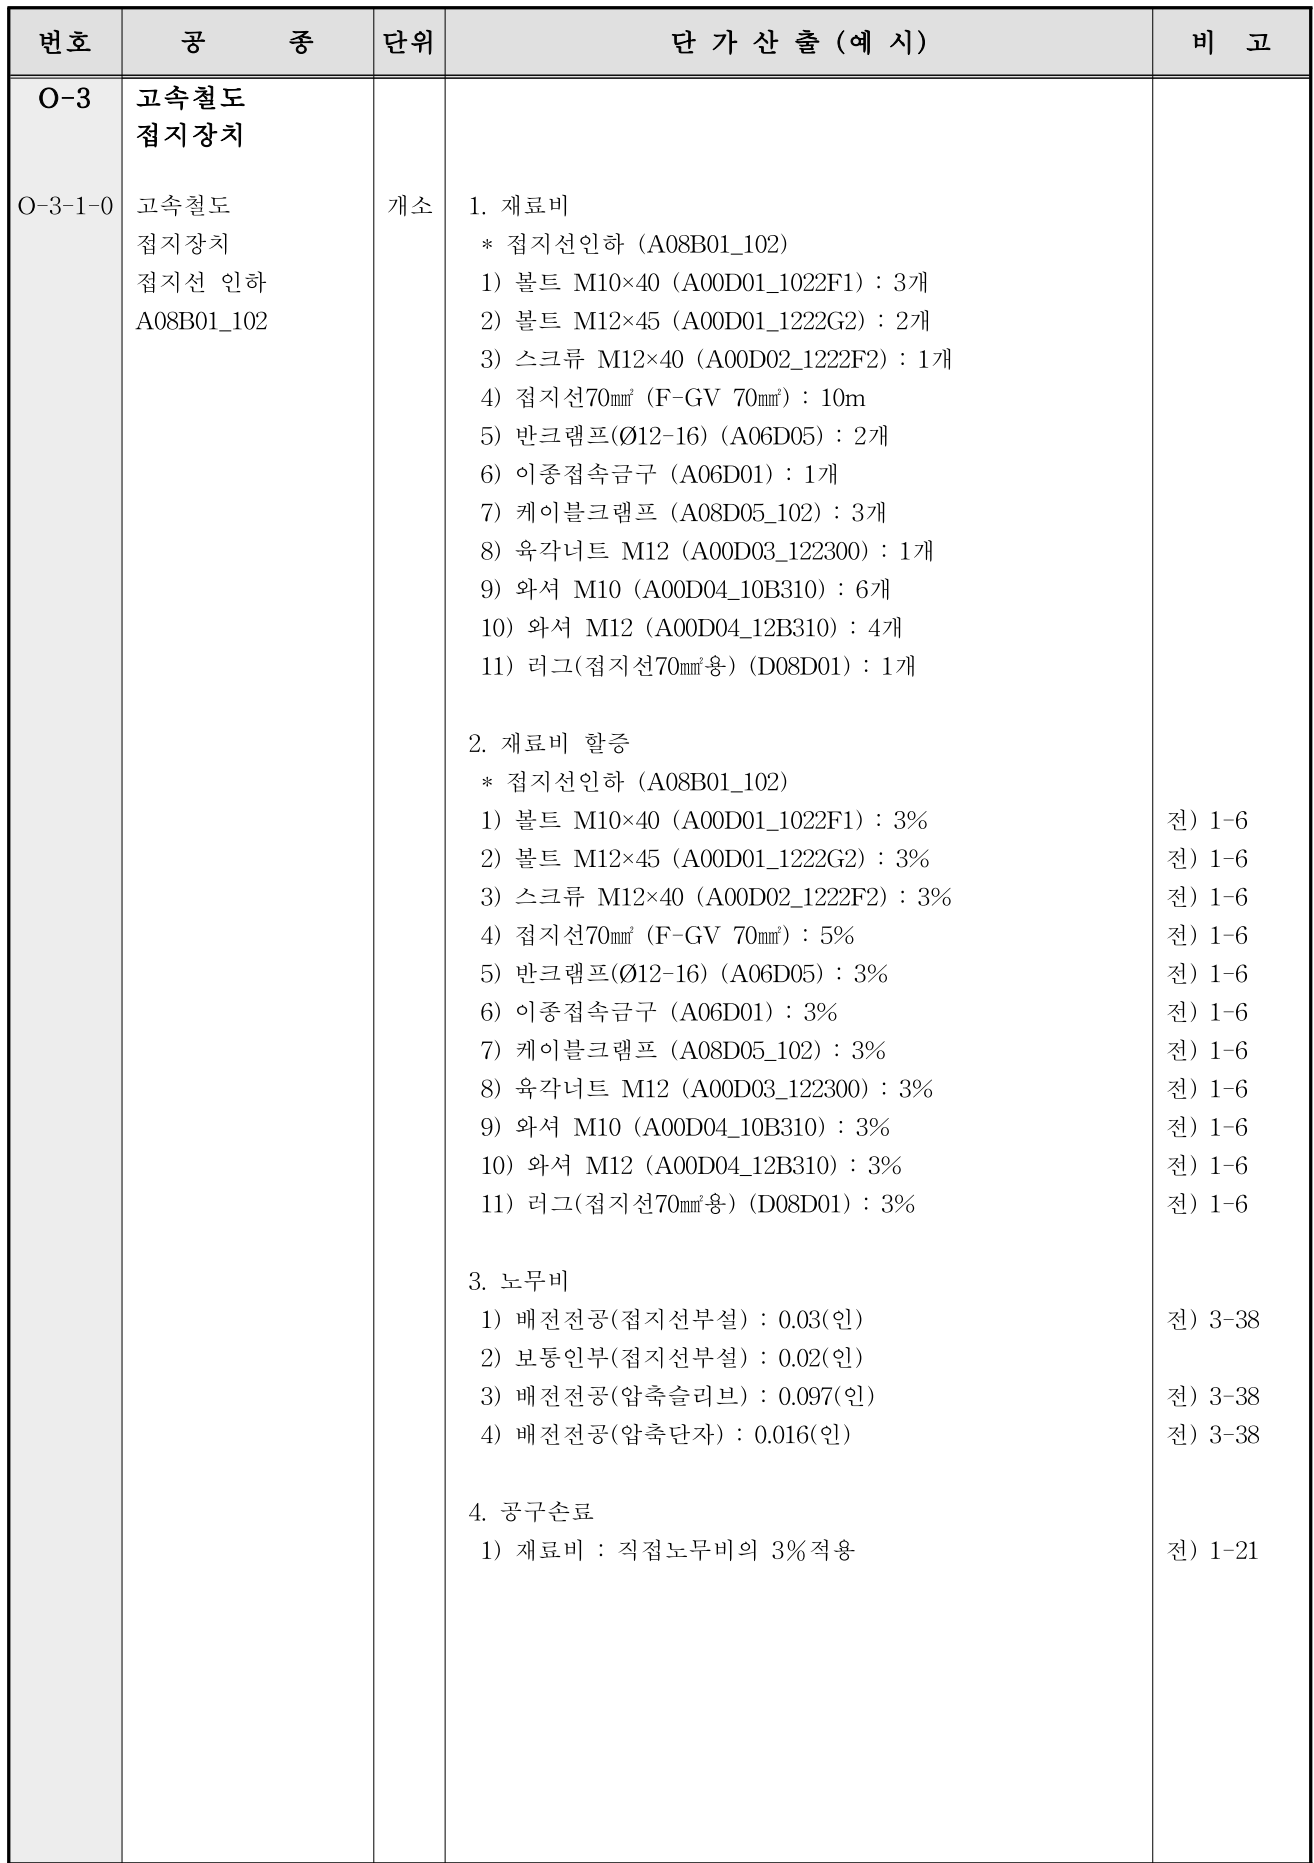 번호 공 종 단위 단 가 산 출 (예 시) 비 고
O-3 고속철도
접지장치
O-3-1-0 고속철도 개소 1. 재료비
접지장치 * 접지선인하 (A08B01_102)
접지선 인하 1) 볼트 M10×40 (A00D01_1022F1) : 3개
A08B01_102 2) 볼트 M12×45 (A00D01_1222G2) : 2개
3) 스크류 M12×40 (A00D02_1222F2) : 1개
4) 접지선70㎟ (F-GV 70㎟) : 10m
5) 반크램프(Ø12-16) (A06D05) : 2개
6) 이종접속금구 (A06D01) : 1개
7) 케이블크램프 (A08D05_102) : 3개
8) 육각너트 M12 (A00D03_122300) : 1개
9) 와셔 M10 (A00D04_10B310) : 6개
10) 와셔 M12 (A00D04_12B310) : 4개
11) 러그(접지선70㎟용) (D08D01) : 1개
2. 재료비 할증
* 접지선인하 (A08B01_102)
1) 볼트 M10×40 (A00D01_1022F1) : 3% 전) 1-6
2) 볼트 M12×45 (A00D01_1222G2) : 3% 전) 1-6
3) 스크류 M12×40 (A00D02_1222F2) : 3% 전) 1-6
4) 접지선70㎟ (F-GV 70㎟) : 5% 전) 1-6
5) 반크램프(Ø12-16) (A06D05) : 3% 전) 1-6
6) 이종접속금구 (A06D01) : 3% 전) 1-6
7) 케이블크램프 (A08D05_102) : 3% 전) 1-6
8) 육각너트 M12 (A00D03_122300) : 3% 전) 1-6
9) 와셔 M10 (A00D04_10B310) : 3% 전) 1-6
10) 와셔 M12 (A00D04_12B310) : 3% 전) 1-6
11) 러그(접지선70㎟용) (D08D01) : 3% 전) 1-6
3. 노무비
1) 배전전공(접지선부설) : 0.03(인) 전) 3-38
2) 보통인부(접지선부설) : 0.02(인)
3) 배전전공(압축슬리브) : 0.097(인) 전) 3-38
4) 배전전공(압축단자) : 0.016(인) 전) 3-38
4. 공구손료
1) 재료비 : 직접노무비의 3%적용 전) 1-21